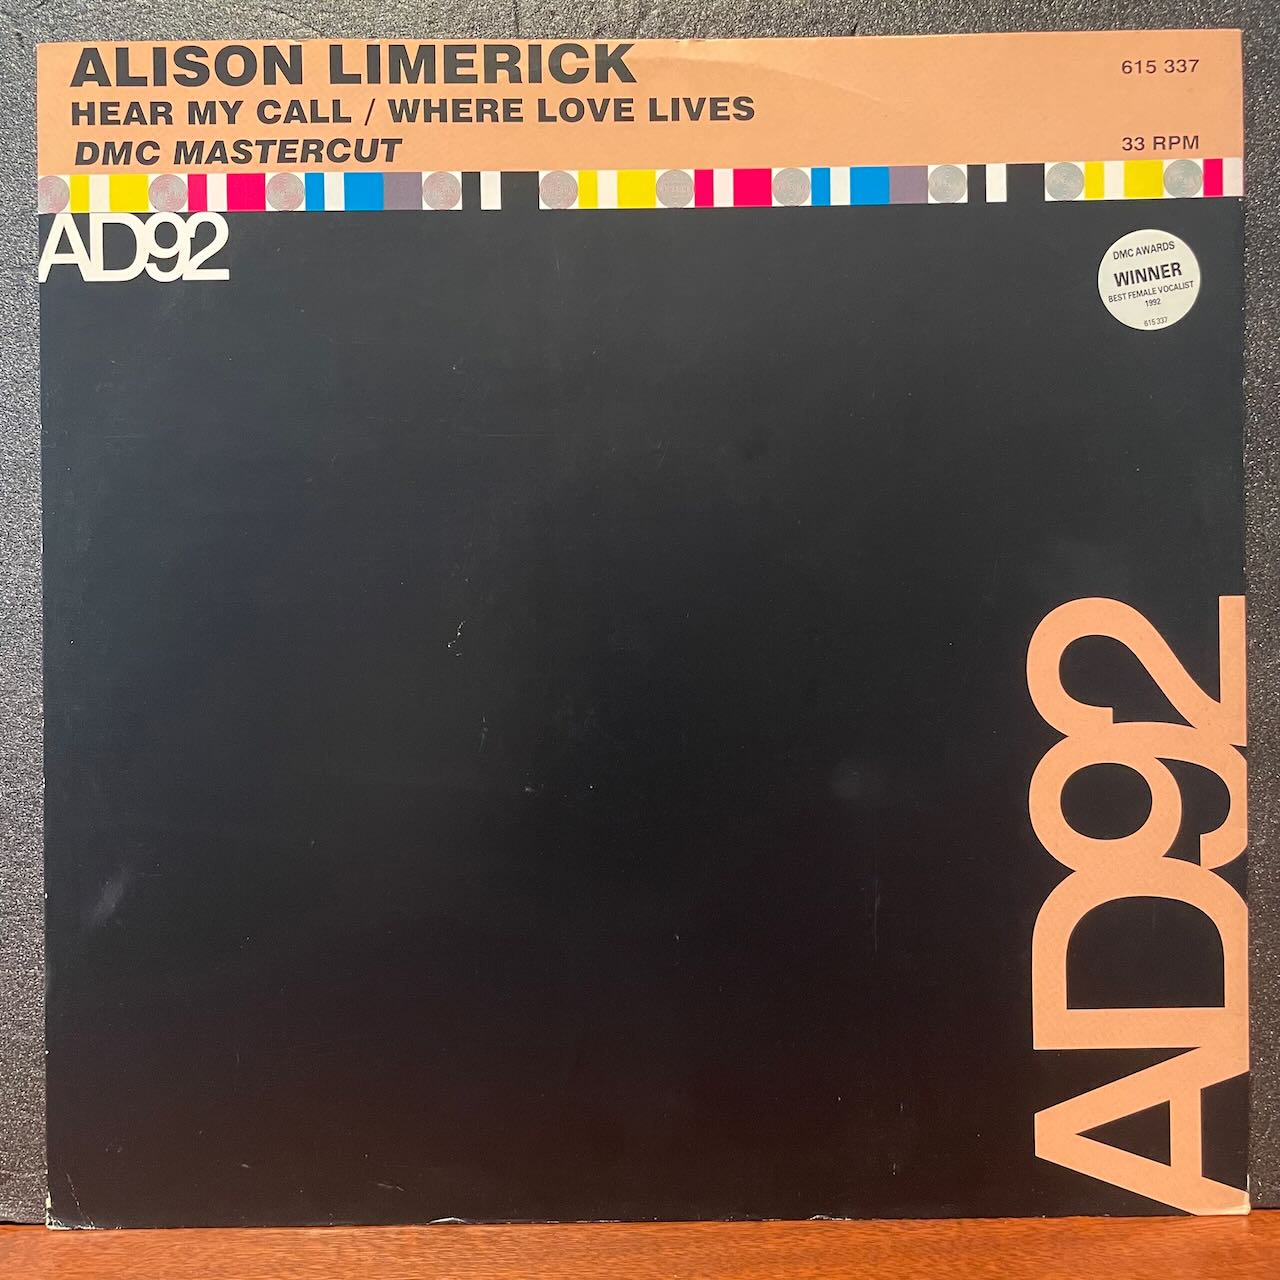 ALISON LIMERICK
615 337
HEAR MY CALL / WHERE LOVE LIVES
DMC MASTERCUT
33 RPM
AD92
DMC AWARDS
WINNER
BEST FEMALE VOCALIST
1992
615 337
AD92